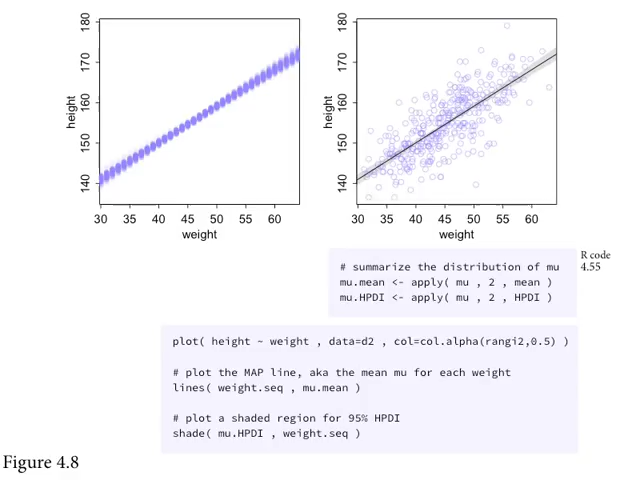 180
170
160
150
140
height
30 35 40 45 50 55 60
weight
180
170
160
150
140
height
30 35 40 45 50 55 60
weight
R code
4.55
# summarize the distribution of mu
mu.mean <- apply( mu , 2 , mean )
mu.HPDI <- apply( mu , 2 , HPDI )
plot( height ~ weight , data=d2 , col=col.alpha(rangi2,0.5) )
# plot the MAP line, aka the mean mu for each weight
lines( weight.seq , mu.mean )
# plot a shaded region for 95% HPDI
shade( mu.HPDI , weight.seq )
Figure 4.8